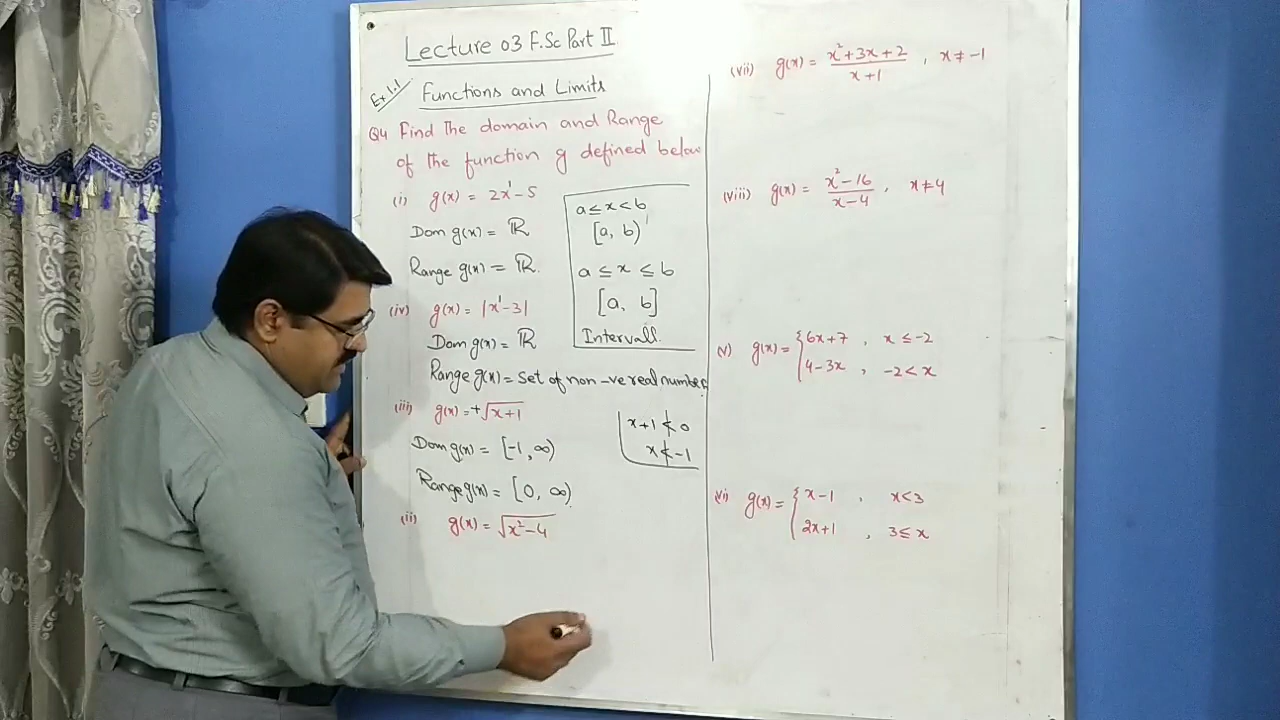 Lecture 03 F.Sc Part II
Ex 1.1
Functions and Limits
Q4 Find The domain and Range
of the function g defined below
(i) g(x) = 2x¹-5
Dom g(x) = ℝ
Range g(x) = ℝ.
(iv) g(x) = |x¹-3|
Dom g(x) = ℝ
Range g(x) = Set of non -ve real number.
(iii) g(x) = +√(x+1)
Dom g(x) = [-1, ∞)
Range g(x) = [0, ∞).
(ii) g(x) = √(x²-4)
a ≤ x < b
[a, b)
a ≤ x ≤ b
[a, b]
Intervall.
x+1 ≮ 0
x ≮ -1
(vii) g(x) = (x²+3x+2)/(x+1) , x ≠ -1
(viii) g(x) = (x²-16)/(x-4) , x ≠ 4
(v) g(x) = { 6x+7 , x ≤ -2
4-3x , -2 < x
(vi) g(x) = { x-1 , x < 3
2x+1 , 3 ≤ x